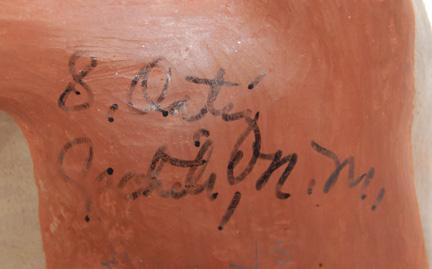 S. Ortiz
Cochiti, N.M.